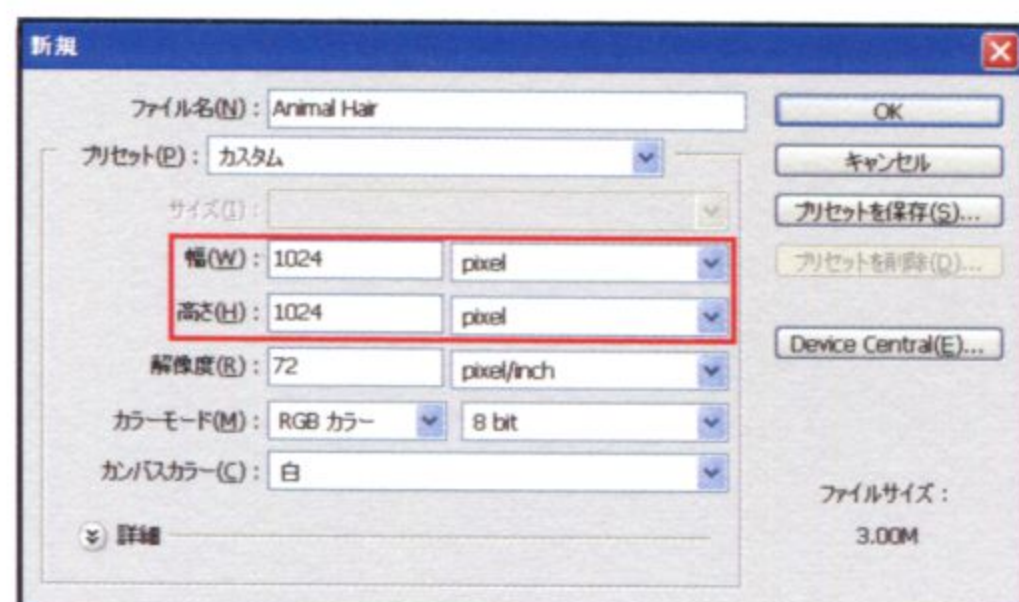 新規
ファイル名(N): Animal Hair
OK
プリセット(P): カスタム
キャンセル
サイズ(I):
プリセットを保存(S)...
幅(W): 1024 pixel
プリセットを削除(D)...
高さ(H): 1024 pixel
Device Central(E)...
解像度(R): 72 pixel/inch
カラーモード(M): RGB カラー 8 bit
カンバスカラー(C): 白
ファイルサイズ:
3.00M
詳細